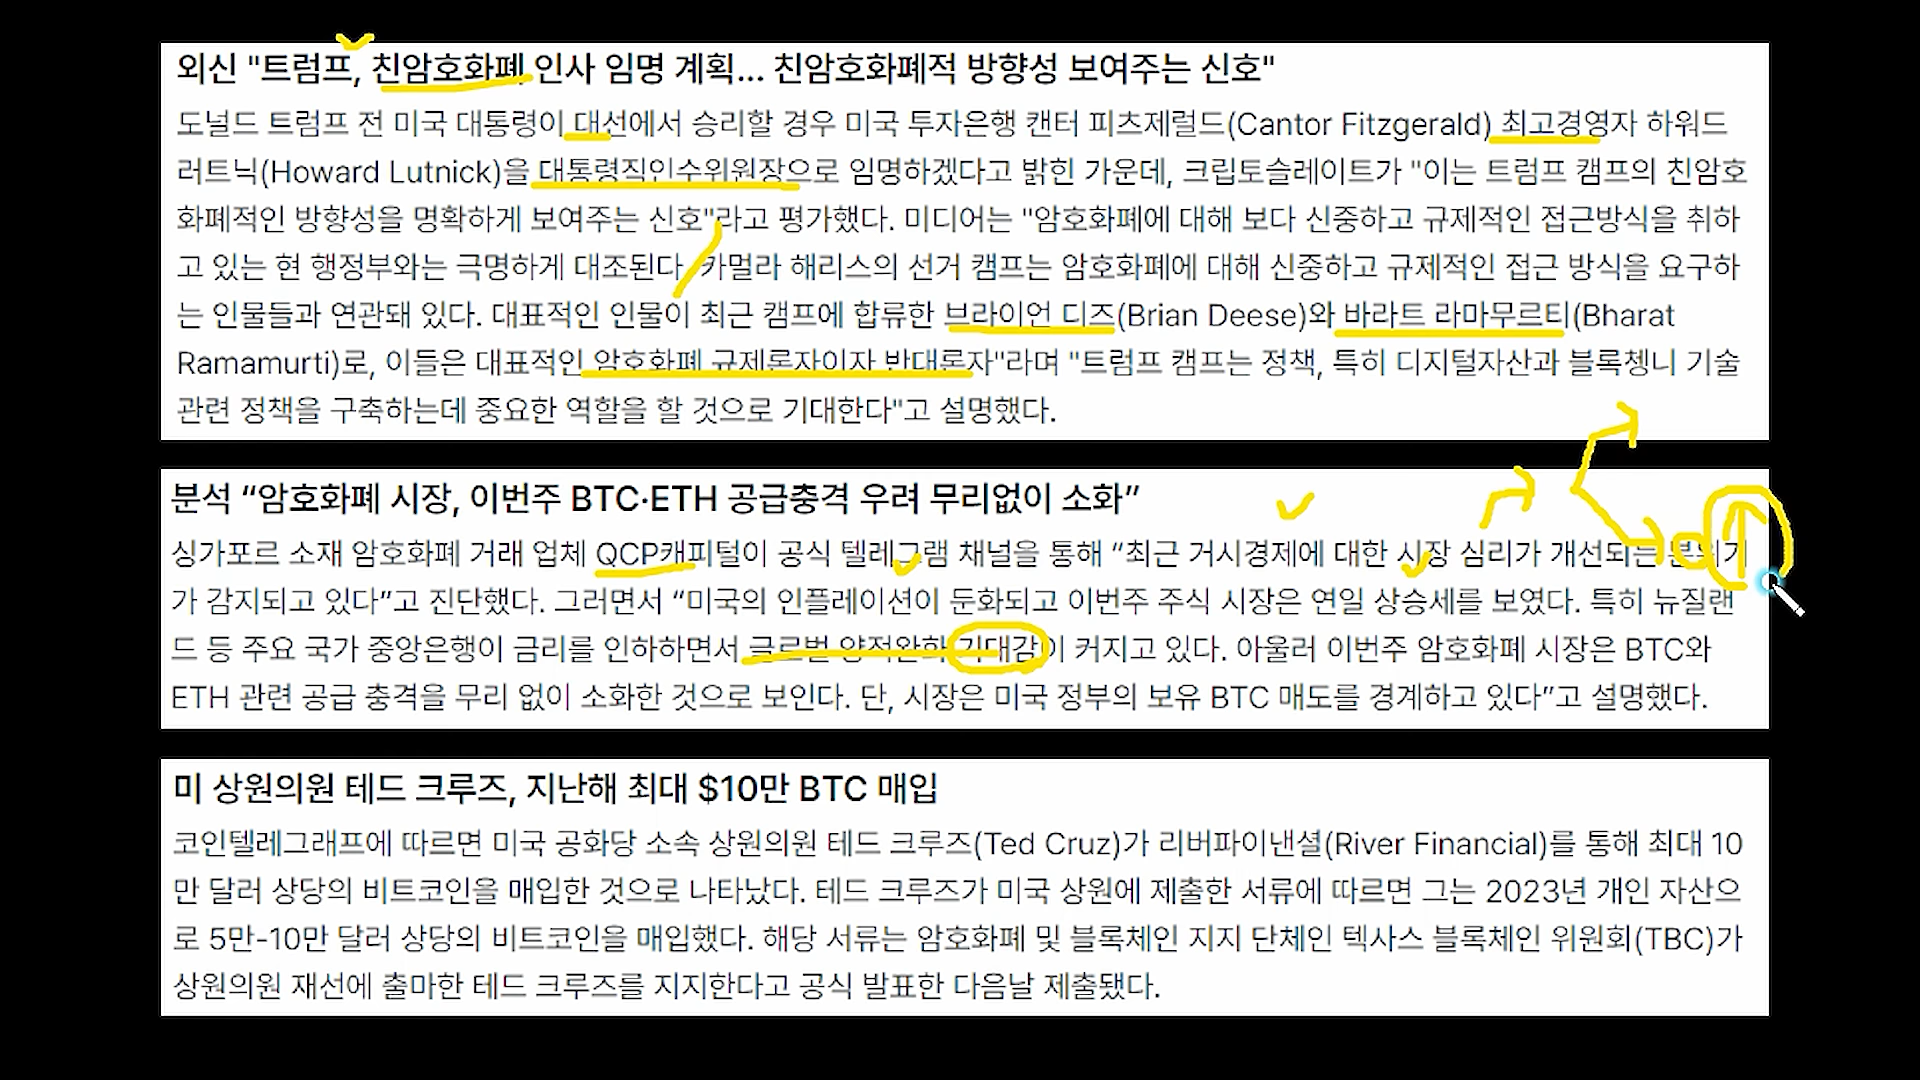 외신 "트럼프, 친암호화폐 인사 임명 계획... 친암호화폐적 방향성 보여주는 신호"
도널드 트럼프 전 미국 대통령이 대선에서 승리할 경우 미국 투자은행 캔터 피츠제럴드(Cantor Fitzgerald) 최고경영자 하워드
러트닉(Howard Lutnick)을 대통령직인수위원장으로 임명하겠다고 밝힌 가운데, 크립토슬레이트가 "이는 트럼프 캠프의 친암호
화폐적인 방향성을 명확하게 보여주는 신호"라고 평가했다. 미디어는 "암호화폐에 대해 보다 신중하고 규제적인 접근방식을 취하
고 있는 현 행정부와는 극명하게 대조된다. 카멀라 해리스의 선거 캠프는 암호화폐에 대해 신중하고 규제적인 접근 방식을 요구하
는 인물들과 연관돼 있다. 대표적인 인물이 최근 캠프에 합류한 브라이언 디즈(Brian Deese)와 바라트 라마무르티(Bharat
Ramamurti)로, 이들은 대표적인 암호화폐 규제론자이자 반대론자"라며 "트럼프 캠프는 정책, 특히 디지털자산과 블록쳉니 기술
관련 정책을 구축하는데 중요한 역할을 할 것으로 기대한다"고 설명했다.
분석 “암호화폐 시장, 이번주 BTC·ETH 공급충격 우려 무리없이 소화”
싱가포르 소재 암호화폐 거래 업체 QCP캐피털이 공식 텔레그램 채널을 통해 “최근 거시경제에 대한 시장 심리가 개선되는 분위기
가 감지되고 있다”고 진단했다. 그러면서 “미국의 인플레이션이 둔화되고 이번주 주식 시장은 연일 상승세를 보였다. 특히 뉴질랜
드 등 주요 국가 중앙은행이 금리를 인하하면서 글로벌 양적완화 기대감이 커지고 있다. 아울러 이번주 암호화폐 시장은 BTC와
ETH 관련 공급 충격을 무리 없이 소화한 것으로 보인다. 단, 시장은 미국 정부의 보유 BTC 매도를 경계하고 있다”고 설명했다.
미 상원의원 테드 크루즈, 지난해 최대 $10만 BTC 매입
코인텔레그래프에 따르면 미국 공화당 소속 상원의원 테드 크루즈(Ted Cruz)가 리버파이낸셜(River Financial)를 통해 최대 10
만 달러 상당의 비트코인을 매입한 것으로 나타났다. 테드 크루즈가 미국 상원에 제출한 서류에 따르면 그는 2023년 개인 자산으
로 5만-10만 달러 상당의 비트코인을 매입했다. 해당 서류는 암호화폐 및 블록체인 지지 단체인 텍사스 블록체인 위원회(TBC)가
상원의원 재선에 출마한 테드 크루즈를 지지한다고 공식 발표한 다음날 제출됐다.